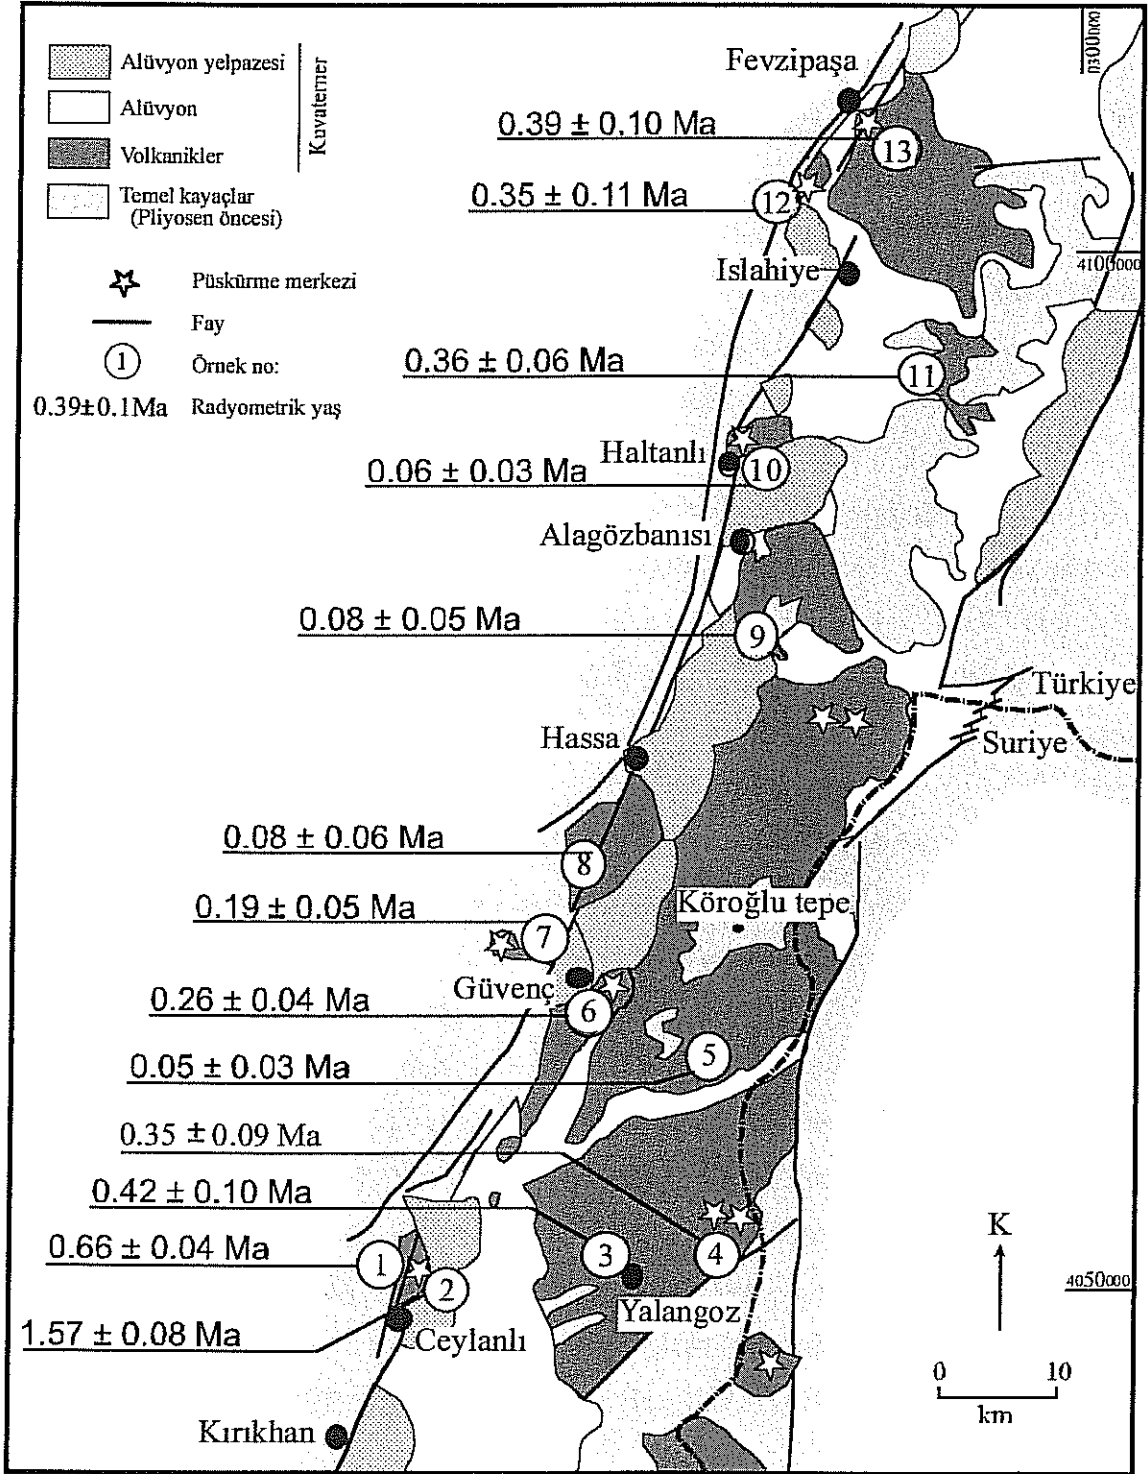 Alüvyon yelpazesi
Alüvyon
Volkanikler
Temel kayaçlar
(Pliyosen öncesi)
Kuvaterner
Püskürme merkezi
Fay
1
Örnek no:
0.39±0.1Ma
Radyometrik yaş
0300000
Fevzipaşa
0.39 ± 0.10 Ma
13
0.35 ± 0.11 Ma
12
Islahiye
4100000
0.36 ± 0.06 Ma
11
Haltanlı
10
0.06 ± 0.03 Ma
Alagözbanısı
0.08 ± 0.05 Ma
9
Türkiye
Suriye
Hassa
0.08 ± 0.06 Ma
8
Köroğlu tepe
0.19 ± 0.05 Ma
7
Güvenç
0.26 ± 0.04 Ma
6
5
0.05 ± 0.03 Ma
0.35 ± 0.09 Ma
0.42 ± 0.10 Ma
0.66 ± 0.04 Ma
1
2
3
4
K
4050000
Yalangoz
1.57 ± 0.08 Ma
Ceylanlı
0 10
km
Kırıkhan